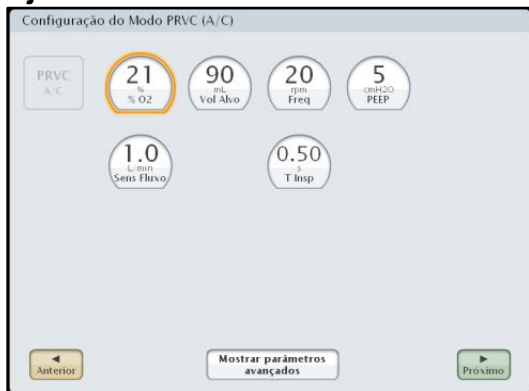 Configuração do Modo PRVC (A/C)
PRVC
A/C
21
%
% O2
90
mL
Vol Alvo
20
rpm
Freq
5
cmH2O
PEEP
1.0
L/min
Sens Fluxo
0.50
s
T Insp
Anterior
Mostrar parâmetros
avançados
Próximo